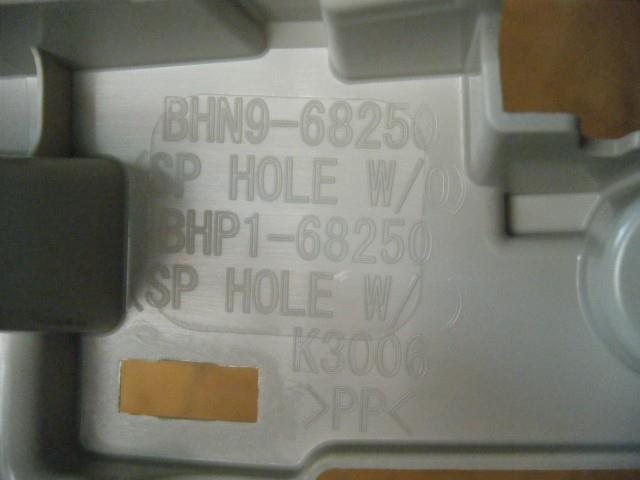 BHN9-68250
(SP HOLE W/O)
BHP1-68250
(SP HOLE W/ )
K3006
>PP<